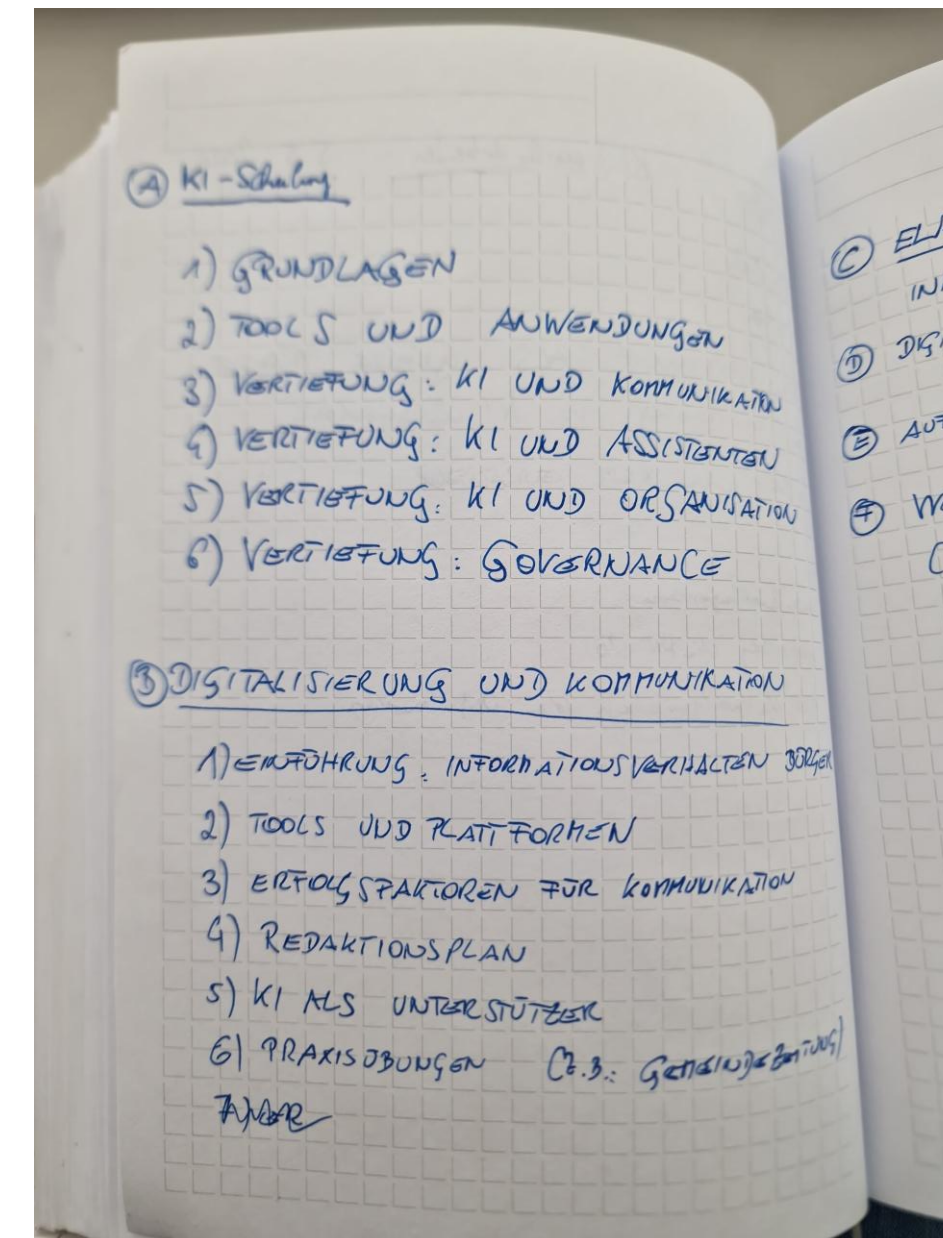 Ⓐ KI-Schulung
1) GRUNDLAGEN
2) TOOLS UND ANWENDUNGEN
3) VERTIEFUNG: KI UND KOMMUNIKATION
4) VERTIEFUNG: KI UND ASSISTENTEN
5) VERTIEFUNG: KI UND ORGANISATION
6) VERTIEFUNG: GOVERNANCE
Ⓑ DIGITALISIERUNG UND KOMMUNIKATION
1) EINFÜHRUNG: INFORMATIONSVERHALTEN BÜRGER
2) TOOLS UND PLATTFORMEN
3) ERFOLGSFAKTOREN FÜR KOMMUNIKATION
4) REDAKTIONSPLAN
5) KI ALS UNTERSTÜTZER
6) PRAXISÜBUNGEN (Z.B.: GEMEINDEZEITUNG)
Ⓒ
Ⓓ
Ⓔ
Ⓕ